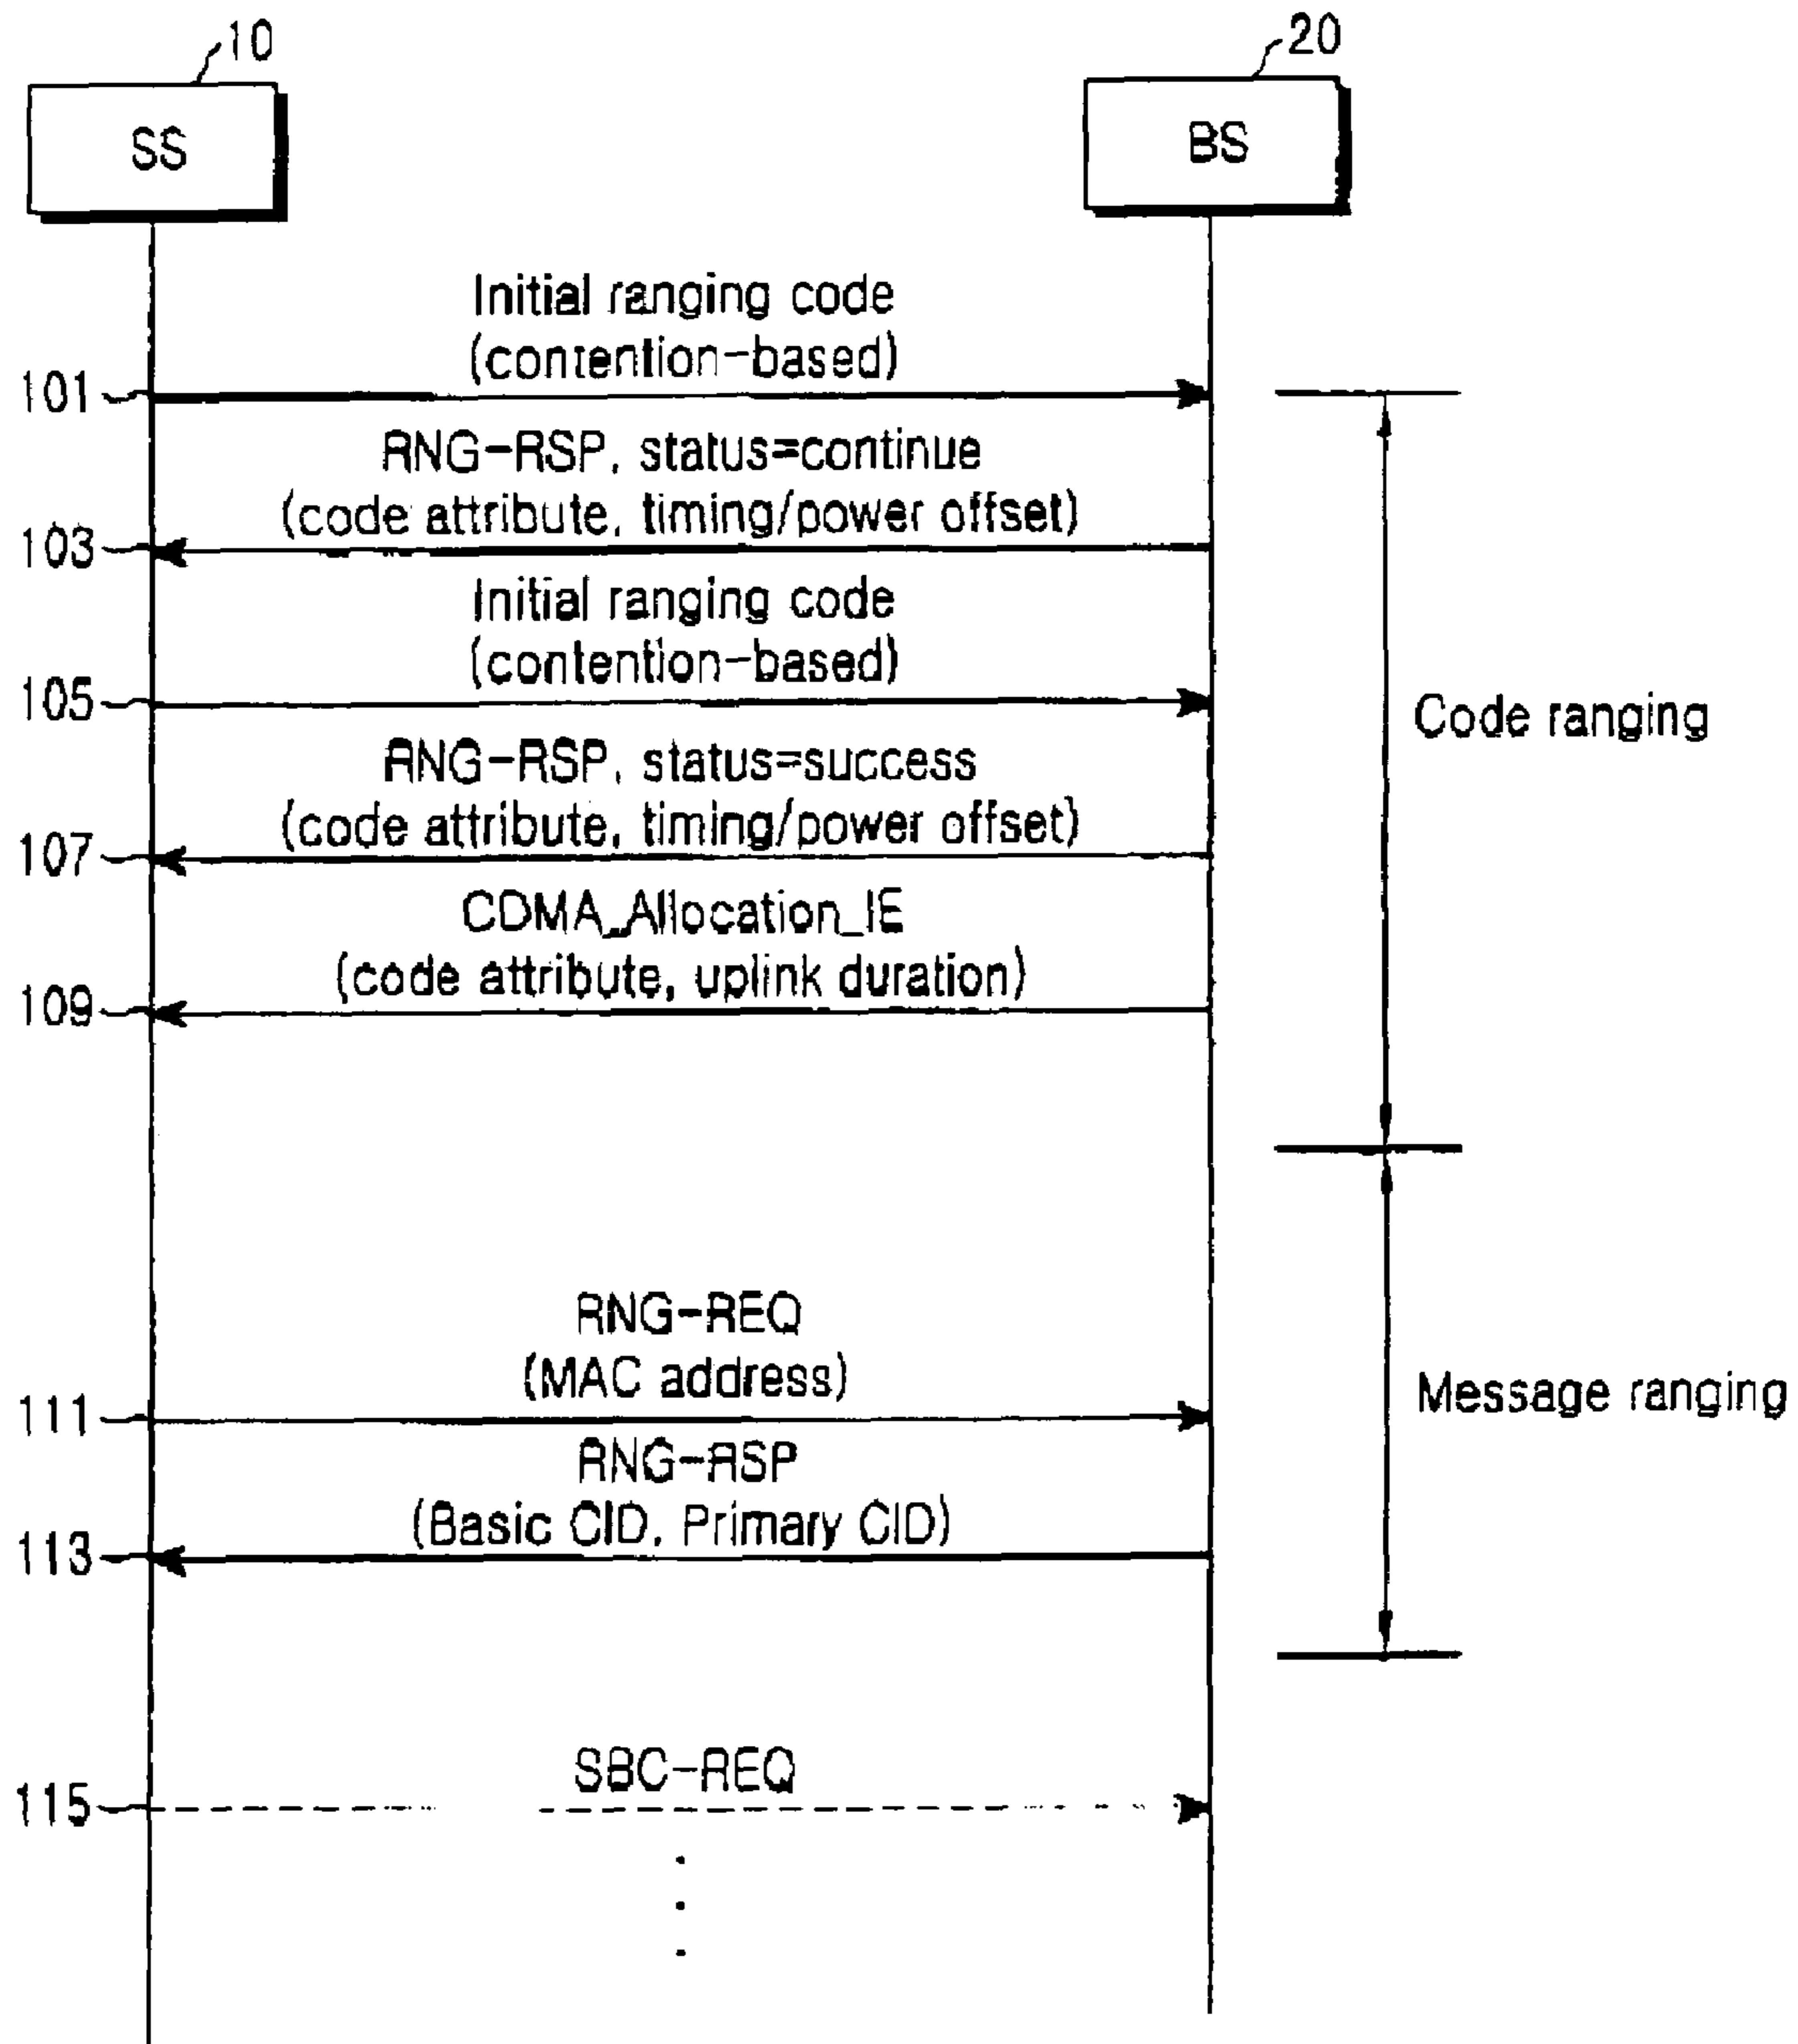 10
20
SS
BS
Initial ranging code
(contention-based)
101
RNG-RSP, status=continue
(code attribute, timing/power offset)
103
Initial ranging code
(contention-based)
105
Code ranging
RNG-RSP, status=success
(code attribute, timing/power offset)
107
CDMA_Allocation_IE
(code attribute, uplink duration)
109
RNG-REQ
(MAC address)
111
Message ranging
RNG-RSP
(Basic CID, Primary CID)
113
SBC-REQ
115